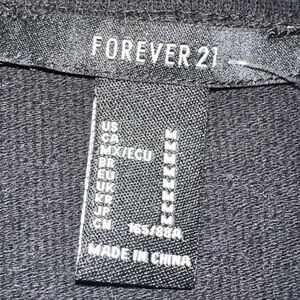 FOREVER 21
US M
CA M
MX/ECU M
BR M
EU M
UK M
KR M
JP M
CN 165/88A
MADE IN CHINA